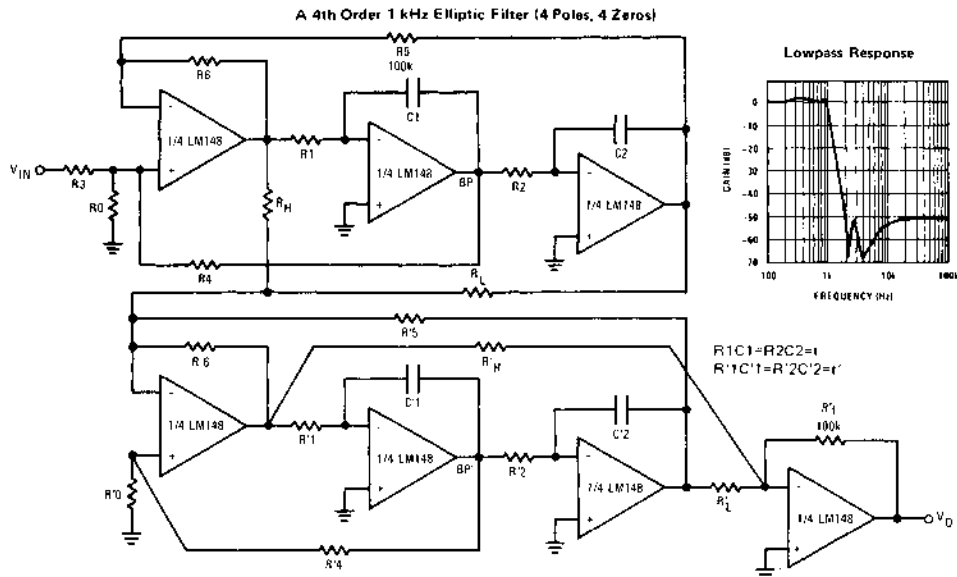 A 4th Order 1 kHz Elliptic Filter (4 Poles, 4 Zeros)
R5
100k
R6
C1
1/4 LM148
R1
C2
1/4 LM148
BP
R2
VIN
R3
R0
RH
1/4 LM148
R4
RL
Lowpass Response
GAIN (dB)
0
-10
-20
-30
-40
-50
-60
70
100
1k
10k
100k
FREQUENCY (Hz)
R'5
R'6
R'H
R1C1=R2C2=t
R'1C'1=R'2C'2=t'
C'1
C'2
R'f
100k
1/4 LM148
R'1
1/4 LM148
BP'
R'2
1/4 LM148
R'L
1/4 LM148
VO
R'0
R'4